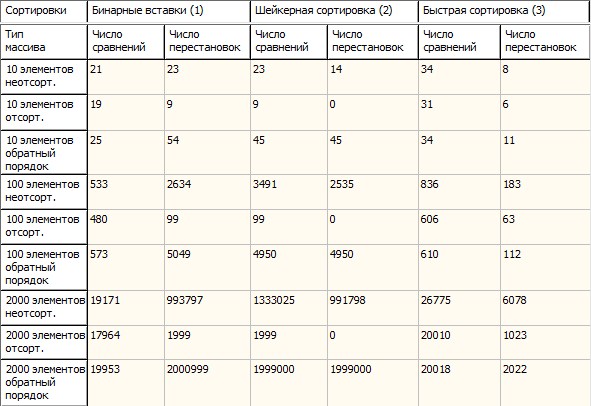 Сортировки Бинарные вставки (1) Шейкерная сортировка (2) Быстрая сортировка (3)
Тип Число Число Число Число Число Число
массива сравнений перестановок сравнений перестановок сравнений перестановок
10 элементов 21 23 23 14 34 8
неотсорт.
10 элементов 19 9 9 0 31 6
отсорт.
10 элементов 25 54 45 45 34 11
обратный
порядок
100 элементов 533 2634 3491 2535 836 183
неотсорт.
100 элементов 480 99 99 0 606 63
отсорт.
100 элементов 573 5049 4950 4950 610 112
обратный
порядок
2000 элементов 19171 993797 1333025 991798 26775 6078
неотсорт.
2000 элементов 17964 1999 1999 0 20010 1023
отсорт.
2000 элементов 19953 2000999 1999000 1999000 20018 2022
обратный
порядок